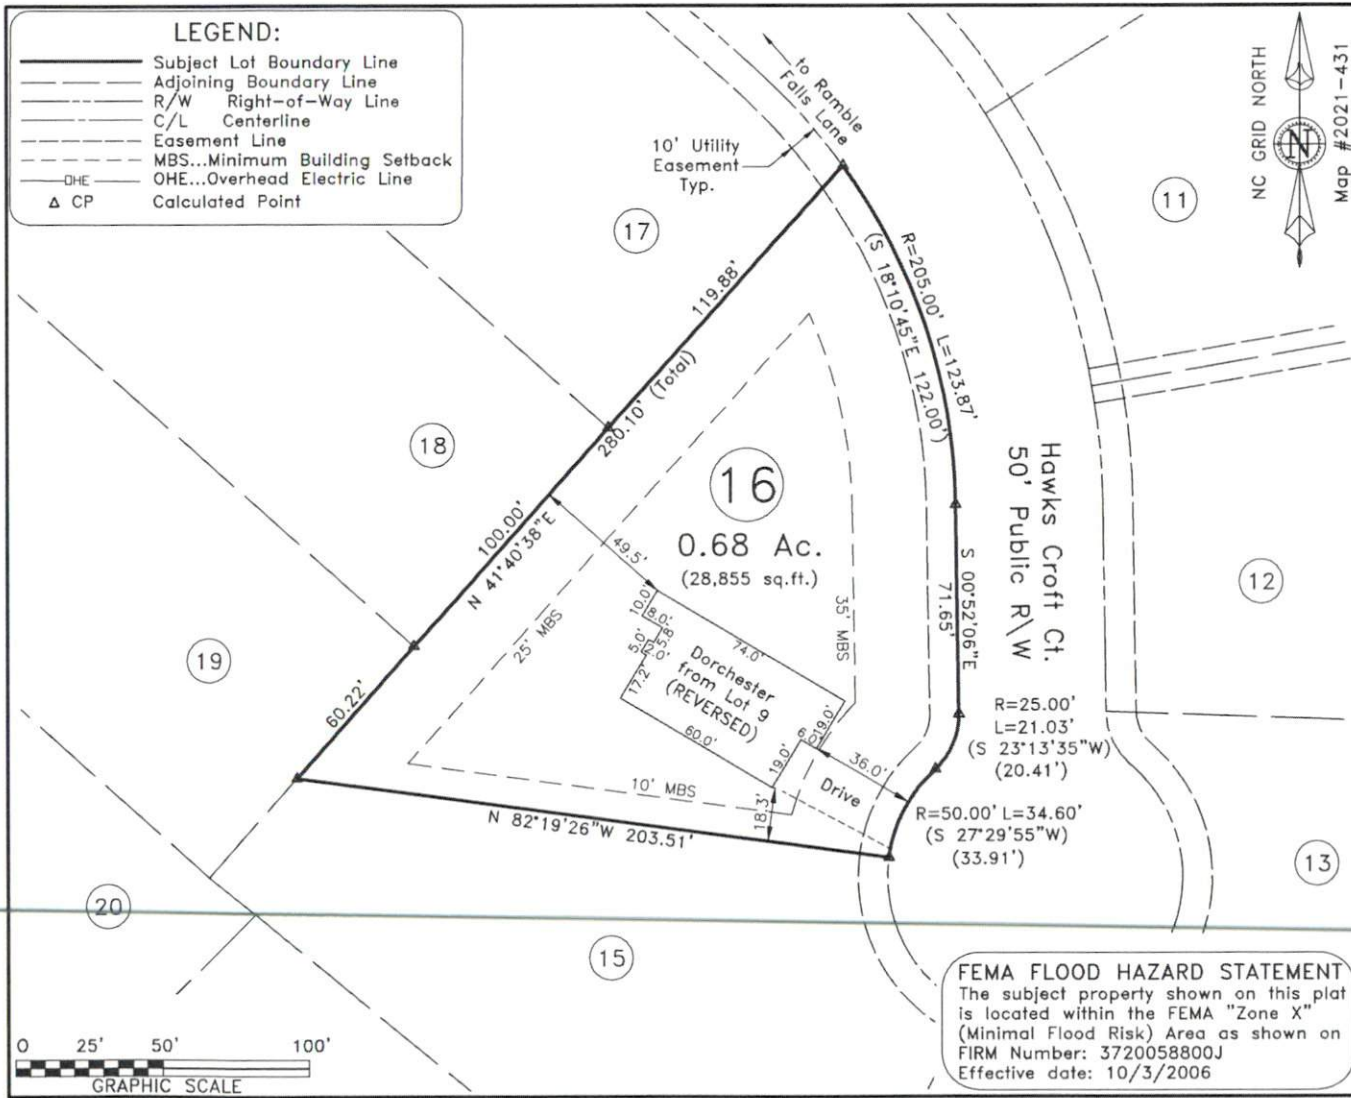 LEGEND:
Subject Lot Boundary Line
Adjoining Boundary Line
R/W Right-of-Way Line
C/L Centerline
Easement Line
MBS...Minimum Building Setback
OHE OHE...Overhead Electric Line
CP Calculated Point
to Ramble
Falls Lane
10' Utility
Easement
Typ.
NC GRID NORTH
N
Map #2021-431
11
17
119.88'
280.10' (Total)
R=205.00' L=123.87'
(S 18°10'45"E 122.00')
18
100.00'
N 41°40'38"E
16
0.68 Ac.
(28,855 sq.ft.)
Hawks Croft Ct.
50' Public R\W
S 00°52'06"E
71.65'
12
49.5'
25' MBS
35' MBS
10.0'
8.0'
5.8'
5.0'
2.0'
17.2'
74.0'
Dorchester
from Lot 9
(REVERSED)
60.0'
19.0'
19.0'
19
60.22'
R=25.00'
L=21.03'
(S 23°13'35"W)
(20.41')
36.0'
Drive
10' MBS
18.3'
N 82°19'26"W 203.51'
R=50.00' L=34.60'
(S 27°29'55"W)
(33.91')
13
20
15
FEMA FLOOD HAZARD STATEMENT
The subject property shown on this plat
is located within the FEMA "Zone X"
(Minimal Flood Risk) Area as shown on
FIRM Number: 3720058800J
Effective date: 10/3/2006
0 25' 50' 100'
GRAPHIC SCALE